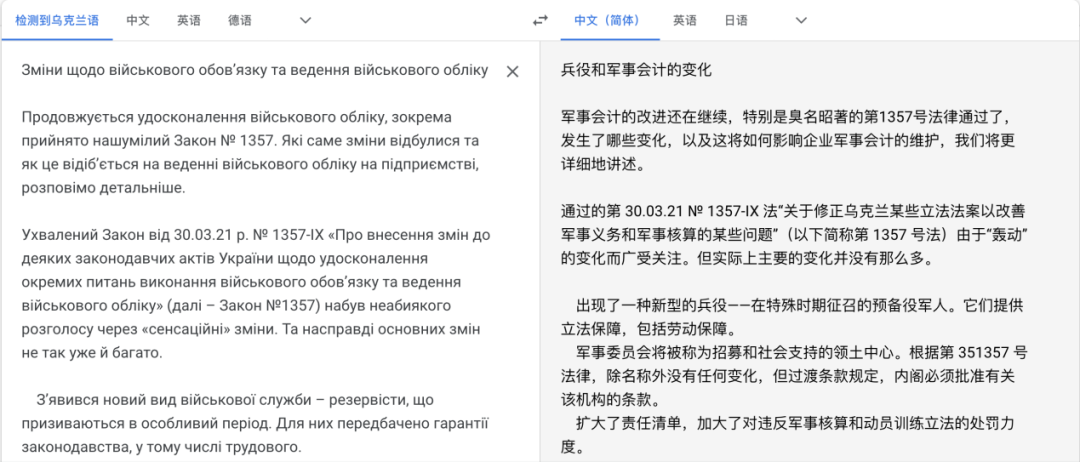 检测到乌克兰语 中文 英语 德语
中文（简体） 英语 日语
Зміни щодо військового обов’язку та ведення військового обліку
Продовжується удосконалення військового обліку, зокрема
прийнято нашумілий Закон № 1357. Які саме зміни відбулися та
як це відіб’ється на веденні військового обліку на підприємстві,
розповімо детальніше.
Ухвалений Закон від 30.03.21 р. № 1357-IX «Про внесення змін до
деяких законодавчих актів України щодо удосконалення
окремих питань виконання військового обов’язку та ведення
військового обліку» (далі – Закон №1357) набув неабиякого
розголосу через «сенсаційні» зміни. Та насправді основних змін
не так уже й багато.
З’явився новий вид військової служби – резервісти, що
призиваються в особливий період. Для них передбачено гарантії
законодавства, у тому числі трудового.
兵役和军事会计的变化
军事会计的改进还在继续，特别是臭名昭著的第1357号法律通过了，
发生了哪些变化，以及这将如何影响企业军事会计的维护，我们将更
详细地讲述。
通过的第 30.03.21 № 1357-IX 法“关于修正乌克兰某些立法法案以改善
军事义务和军事核算的某些问题”（以下简称第 1357 号法）由于“轰动”
的变化而广受关注。但实际上主要的变化并没有那么多。
出现了一种新型的兵役——在特殊时期征召的预备役军人。它们提供
立法保障，包括劳动保障。
军事委员会将被称为招募和社会支持的领土中心。根据第 351357 号
法律，除名称外没有任何变化，但过渡条款规定，内阁必须批准有关
该机构的条款。
扩大了责任清单，加大了对违反军事核算和动员训练立法的处罚力
度。